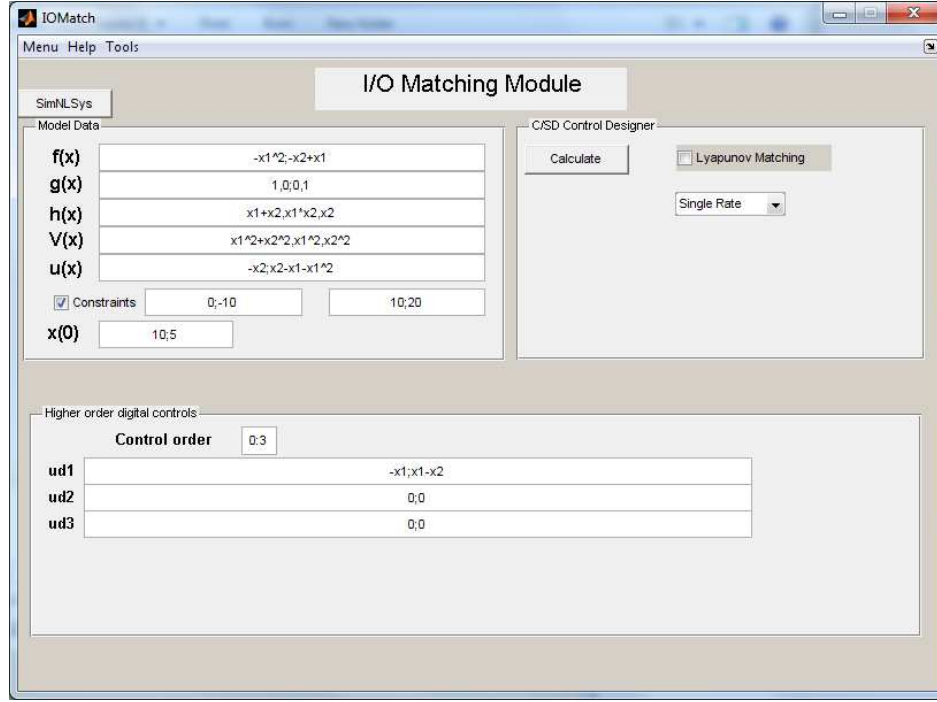 IOMatch
Menu Help Tools
I/O Matching Module
SimNLSys
Model Data
f(x) -x1^2;-x2+x1
g(x) 1,0;0,1
h(x) x1+x2,x1*x2,x2
V(x) x1^2+x2^2,x1^2,x2^2
u(x) -x2;x2-x1-x1^2
Constraints 0;-10 10;20
x(0) 10;5
C/SD Control Designer
Calculate Lyapunov Matching
Single Rate
Higher order digital controls
Control order 0:3
ud1 -x1;x1-x2
ud2 0;0
ud3 0;0